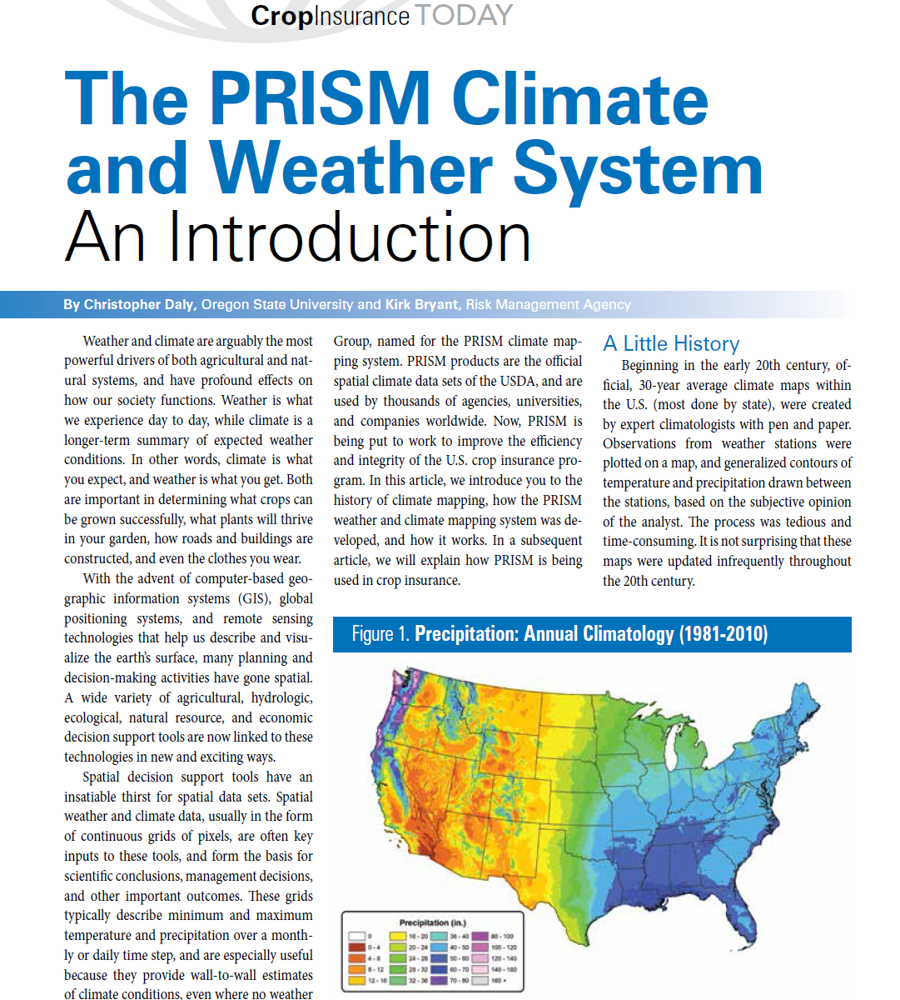 CropInsurance TODAY
The PRISM Climate
and Weather System
An Introduction
By Christopher Daly, Oregon State University and Kirk Bryant, Risk Management Agency
Weather and climate are arguably the most
powerful drivers of both agricultural and nat-
ural systems, and have profound effects on
how our society functions. Weather is what
we experience day to day, while climate is a
longer-term summary of expected weather
conditions. In other words, climate is what
you expect, and weather is what you get. Both
are important in determining what crops can
be grown successfully, what plants will thrive
in your garden, how roads and buildings are
constructed, and even the clothes you wear.
With the advent of computer-based geo-
graphic information systems (GIS), global
positioning systems, and remote sensing
technologies that help us describe and visu-
alize the earth's surface, many planning and
decision-making activities have gone spatial.
A wide variety of agricultural, hydrologic,
ecological, natural resource, and economic
decision support tools are now linked to these
technologies in new and exciting ways.
Spatial decision support tools have an
insatiable thirst for spatial data sets. Spatial
weather and climate data, usually in the form
of continuous grids of pixels, are often key
inputs to these tools, and form the basis for
scientific conclusions, management decisions,
and other important outcomes. These grids
typically describe minimum and maximum
temperature and precipitation over a month-
ly or daily time step, and are especially useful
because they provide wall-to-wall estimates
of climate conditions, even where no weather
Group, named for the PRISM climate map-
ping system. PRISM products are the official
spatial climate data sets of the USDA, and are
used by thousands of agencies, universities,
and companies worldwide. Now, PRISM is
being put to work to improve the efficiency
and integrity of the U.S. crop insurance pro-
gram. In this article, we introduce you to the
history of climate mapping, how the PRISM
weather and climate mapping system was de-
veloped, and how it works. In a subsequent
article, we will explain how PRISM is being
used in crop insurance.
A Little History
Beginning in the early 20th century, of-
ficial, 30-year average climate maps within
the U.S. (most done by state), were created
by expert climatologists with pen and paper.
Observations from weather stations were
plotted on a map, and generalized contours of
temperature and precipitation drawn between
the stations, based on the subjective opinion
of the analyst. The process was tedious and
time-consuming. It is not surprising that these
maps were updated infrequently throughout
the 20th century.
Figure 1. Precipitation: Annual Climatology (1981-2010)
Precipitation (in.)
0
0 - 4
4 - 8
8 - 12
12 - 16
16 - 20
20 - 24
24 - 28
28 - 32
32 - 36
36 - 40
40 - 50
50 - 60
60 - 70
70 - 80
80 - 100
100 - 120
120 - 140
140 - 160
160 +